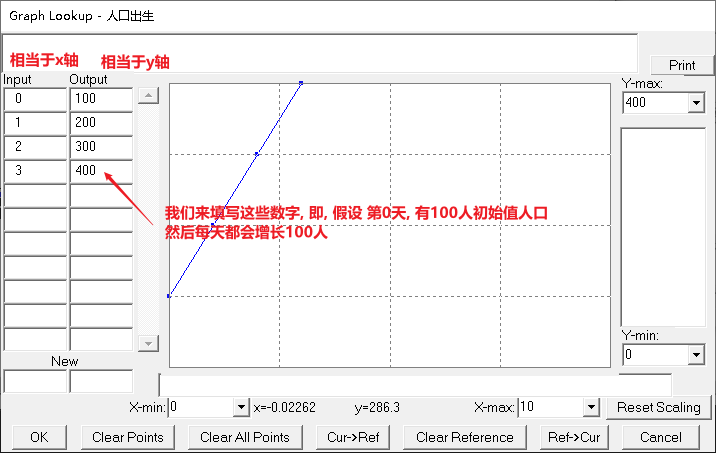 Graph Lookup - 人口出生
Print
相当于x轴 相当于y轴
Input Output
Y-max:
400
0 100
1 200
2 300
3 400
我们来填写这些数字, 即, 假设 第0天, 有100人初始值人口
然后每天都会增长100人
Y-min:
0
New
X-min: 0 x=-0.02262 y=286.3 X-max: 10 Reset Scaling
OK Clear Points Clear All Points Cur->Ref Clear Reference Ref->Cur Cancel